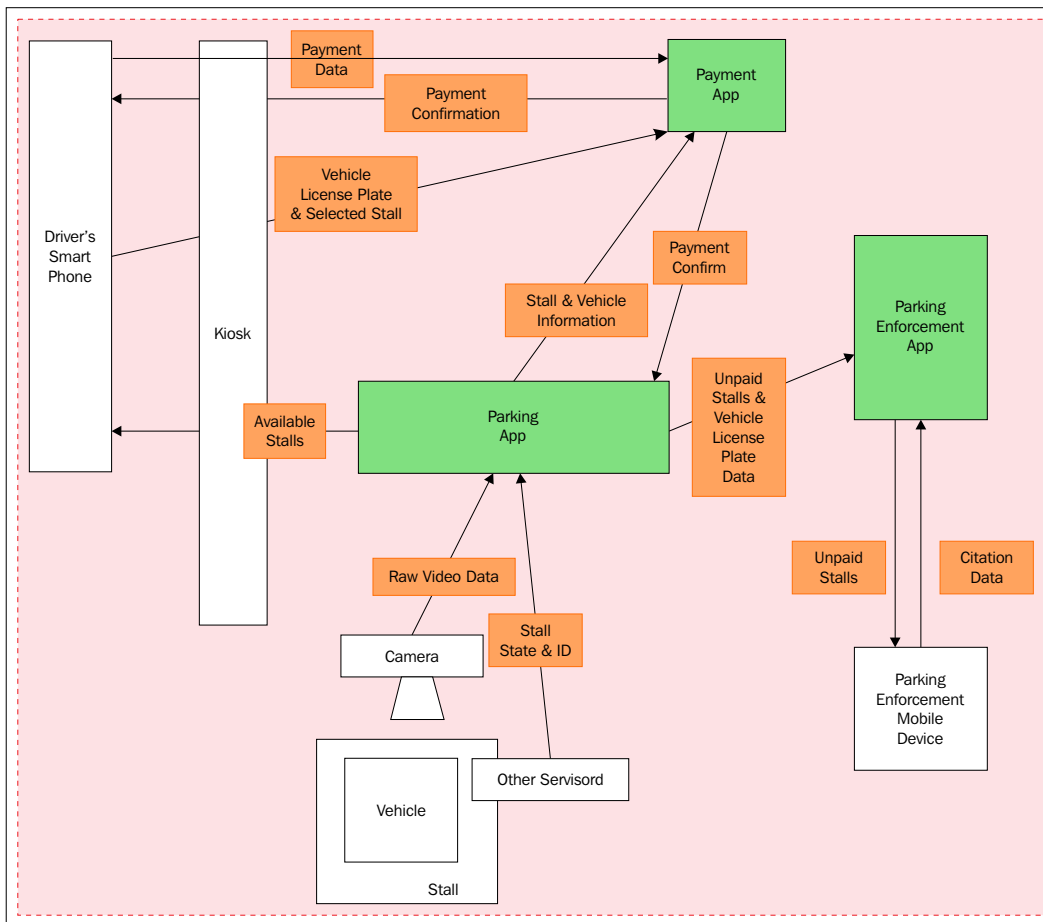 Payment
Data
Payment
App
Payment
Confirmation
Vehicle
License Plate
& Selected Stall
Driver's
Smart
Phone
Payment
Confirm
Parking
Enforcement
App
Stall & Vehicle
Information
Kiosk
Available
Stalls
Parking
App
Unpaid
Stalls &
Vehicle
License
Plate
Data
Raw Video Data
Unpaid
Stalls
Citation
Data
Stall
State & ID
Camera
Parking
Enforcement
Mobile
Device
Other Servisord
Vehicle
Stall